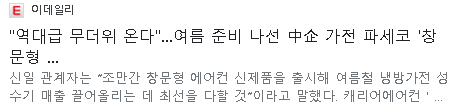 E 이데일리
"역대급 무더위 온다"...여름 준비 나선 中企 가전 파세코 '창
문형 ...
신일 관계자는 “조만간 창문형 에어컨 신제품을 출시해 여름철 냉방가전 성
수기 매출 끌어올리는 데 최선을 다할 것”이라고 말했다. 캐리어에어컨 ‘ ...